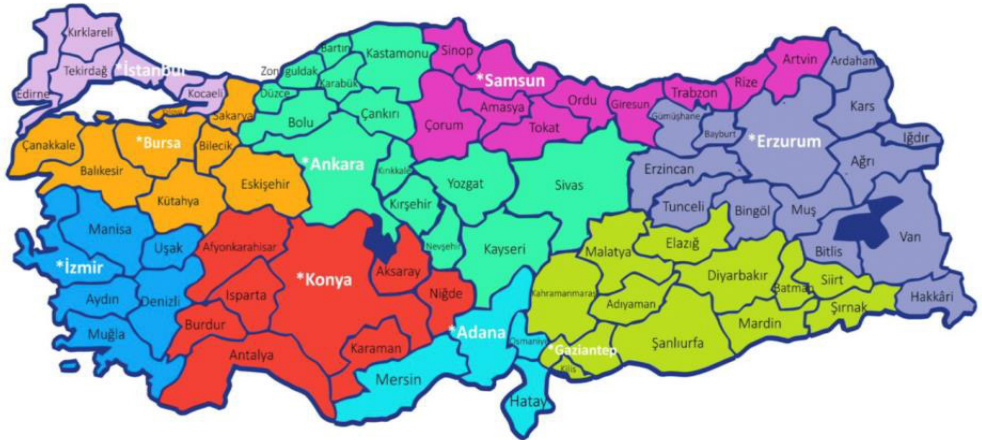 Kırklareli
Tekirdağ
*İstanbul
Edirne
Kocaeli
Sakarya
Çanakkale
*Bursa
Bilecik
Balıkesir
Kütahya
Eskişehir
Manisa
Uşak
*İzmir
Aydın
Denizli
Muğla
Afyonkarahisar
Isparta
*Konya
Aksaray
Niğde
Burdur
Antalya
Karaman
Bartın
Kastamonu
Zonguldak
Karabük
Düzce
Bolu
Çankırı
*Ankara
Kırıkkale
Kırşehir
Yozgat
Sivas
Nevşehir
Kayseri
Sinop
*Samsun
Çorum
Amasya
Tokat
Ordu
Giresun
Trabzon
Rize
Artvin
Ardahan
Kars
Iğdır
Gümüşhane
Bayburt
*Erzurum
Erzincan
Ağrı
Tunceli
Bingöl
Muş
Bitlis
Van
Hakkâri
Malatya
Elazığ
Diyarbakır
Batman
Siirt
Şırnak
Kahramanmaraş
Adıyaman
Mardin
Şanlıurfa
*Gaziantep
Kilis
*Adana
Osmaniye
Mersin
Hatay